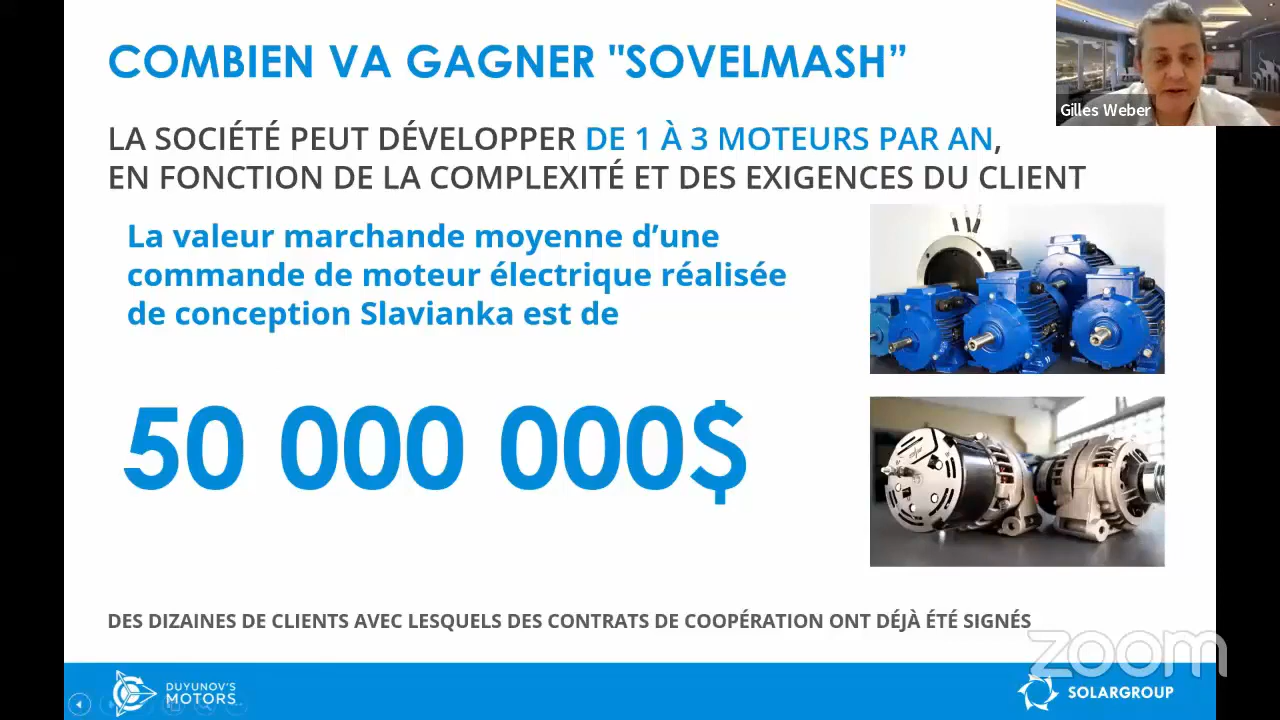 COMBIEN VA GAGNER "SOVELMASH”
Gilles Weber
LA SOCIÉTÉ PEUT DÉVELOPPER DE 1 À 3 MOTEURS PAR AN,
EN FONCTION DE LA COMPLEXITÉ ET DES EXIGENCES DU CLIENT
La valeur marchande moyenne d’une
commande de moteur électrique réalisée
de conception Slavianka est de
50 000 000$
DES DIZAINES DE CLIENTS AVEC LESQUELS DES CONTRATS DE COOPÉRATION ONT DÉJÀ ÉTÉ SIGNÉS
zoom
DUYUNOV'S
MOTORS
SOLARGROUP